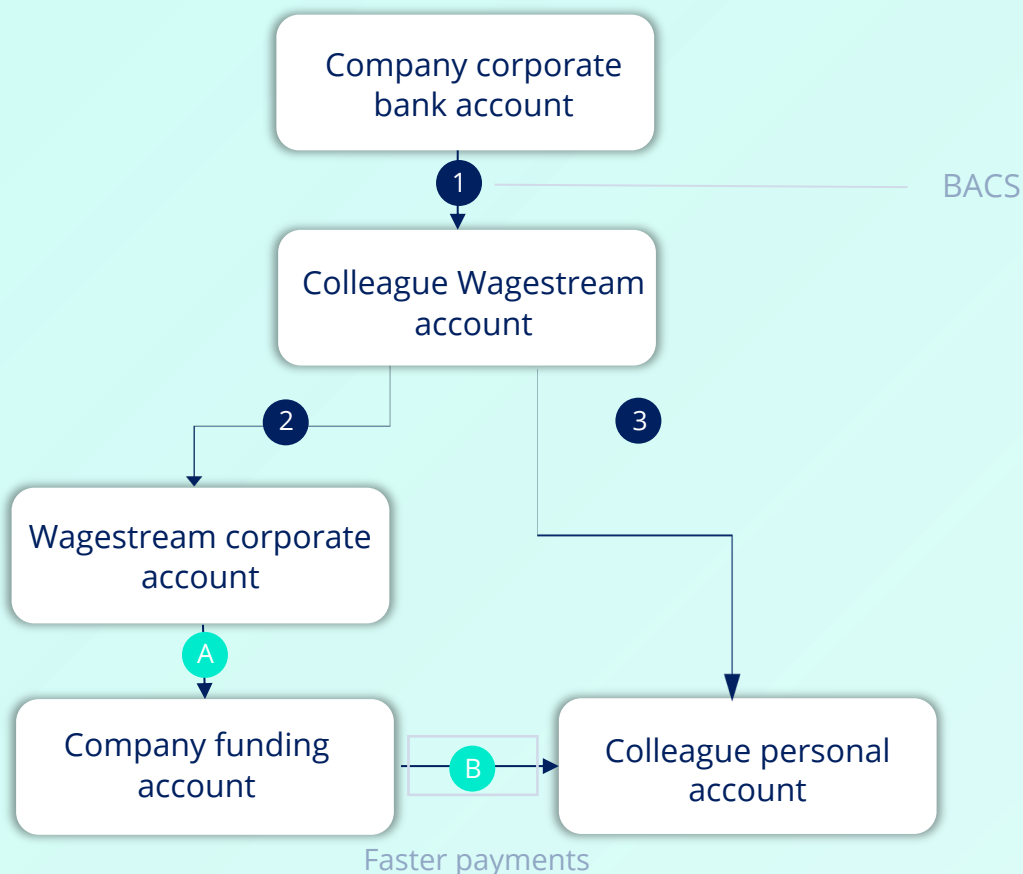 Company corporate
bank account
1
BACS
Colleague Wagestream
account
2
3
Wagestream corporate
account
A
Company funding
account
B
Colleague personal
account
Faster payments